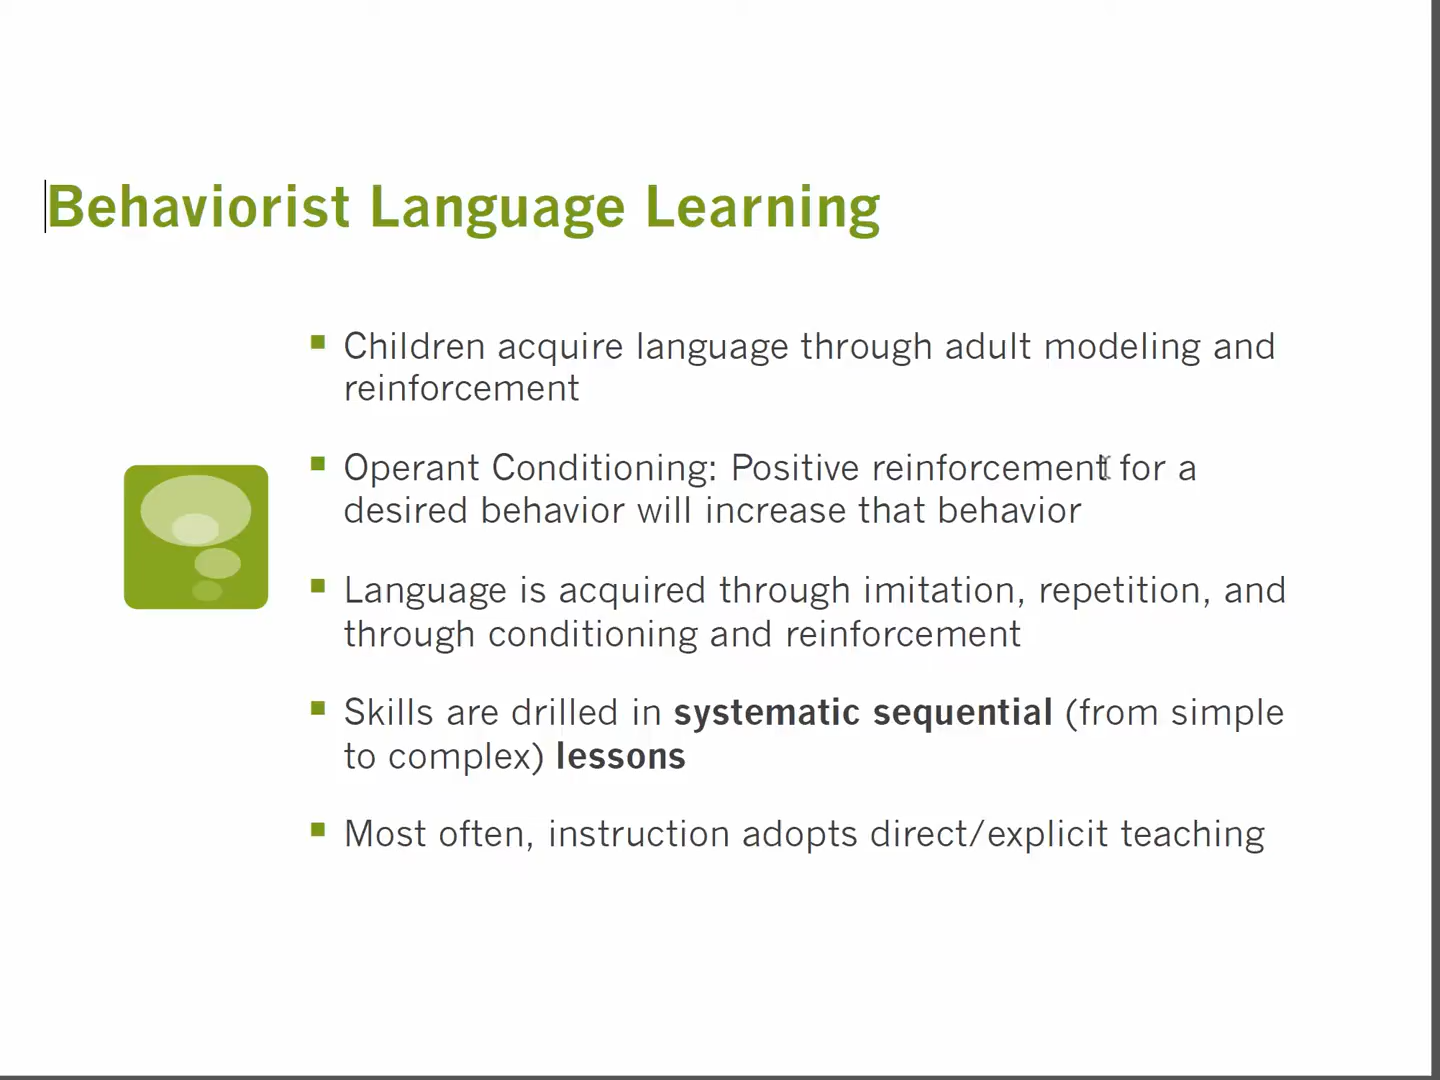 Behaviorist Language Learning
Children acquire language through adult modeling and
reinforcement
Operant Conditioning: Positive reinforcement for a
desired behavior will increase that behavior
Language is acquired through imitation, repetition, and
through conditioning and reinforcement
Skills are drilled in systematic sequential (from simple
to complex) lessons
Most often, instruction adopts direct/explicit teaching